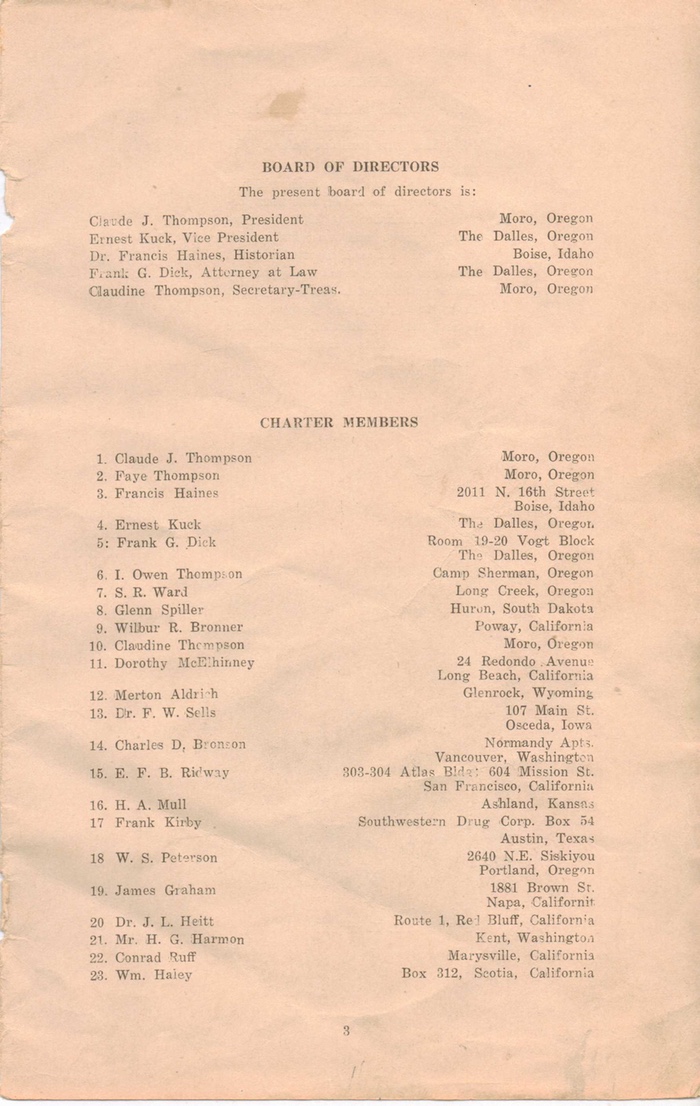 BOARD OF DIRECTORS
The present board of directors is:
Claude J. Thompson, President Moro, Oregon
Ernest Kuck, Vice President The Dalles, Oregon
Dr. Francis Haines, Historian Boise, Idaho
Frank G. Dick, Attorney at Law The Dalles, Oregon
Claudine Thompson, Secretary-Treas. Moro, Oregon
CHARTER MEMBERS
1. Claude J. Thompson Moro, Oregon
2. Faye Thompson Moro, Oregon
3. Francis Haines 2011 N. 16th Street
Boise, Idaho
4. Ernest Kuck The Dalles, Oregon
5: Frank G. Dick Room 19-20 Vogt Block
The Dalles, Oregon
6. I. Owen Thompson Camp Sherman, Oregon
7. S. R. Ward Long Creek, Oregon
8. Glenn Spiller Huron, South Dakota
9. Wilbur R. Bronner Poway, California
10. Claudine Thompson Moro, Oregon
11. Dorothy McElhinney 24 Redondo Avenue
Long Beach, California
12. Merton Aldrich Glenrock, Wyoming
13. Dr. F. W. Sells 107 Main St.
Osceda, Iowa
14. Charles D. Bronson Normandy Apts.
Vancouver, Washington
15. E. F. B. Ridway 303-304 Atlas Bldg. 604 Mission St.
San Francisco, California
16. H. A. Mull Ashland, Kansas
17 Frank Kirby Southwestern Drug Corp. Box 54
Austin, Texas
18 W. S. Peterson 2640 N.E. Siskiyou
Portland, Oregon
19. James Graham 1881 Brown St.
Napa, Californit
20 Dr. J. L. Heitt Route 1, Red Bluff, California
21. Mr. H. G. Harmon Kent, Washington
22. Conrad Ruff Marysville, California
23. Wm. Haley Box 312, Scotia, California
3